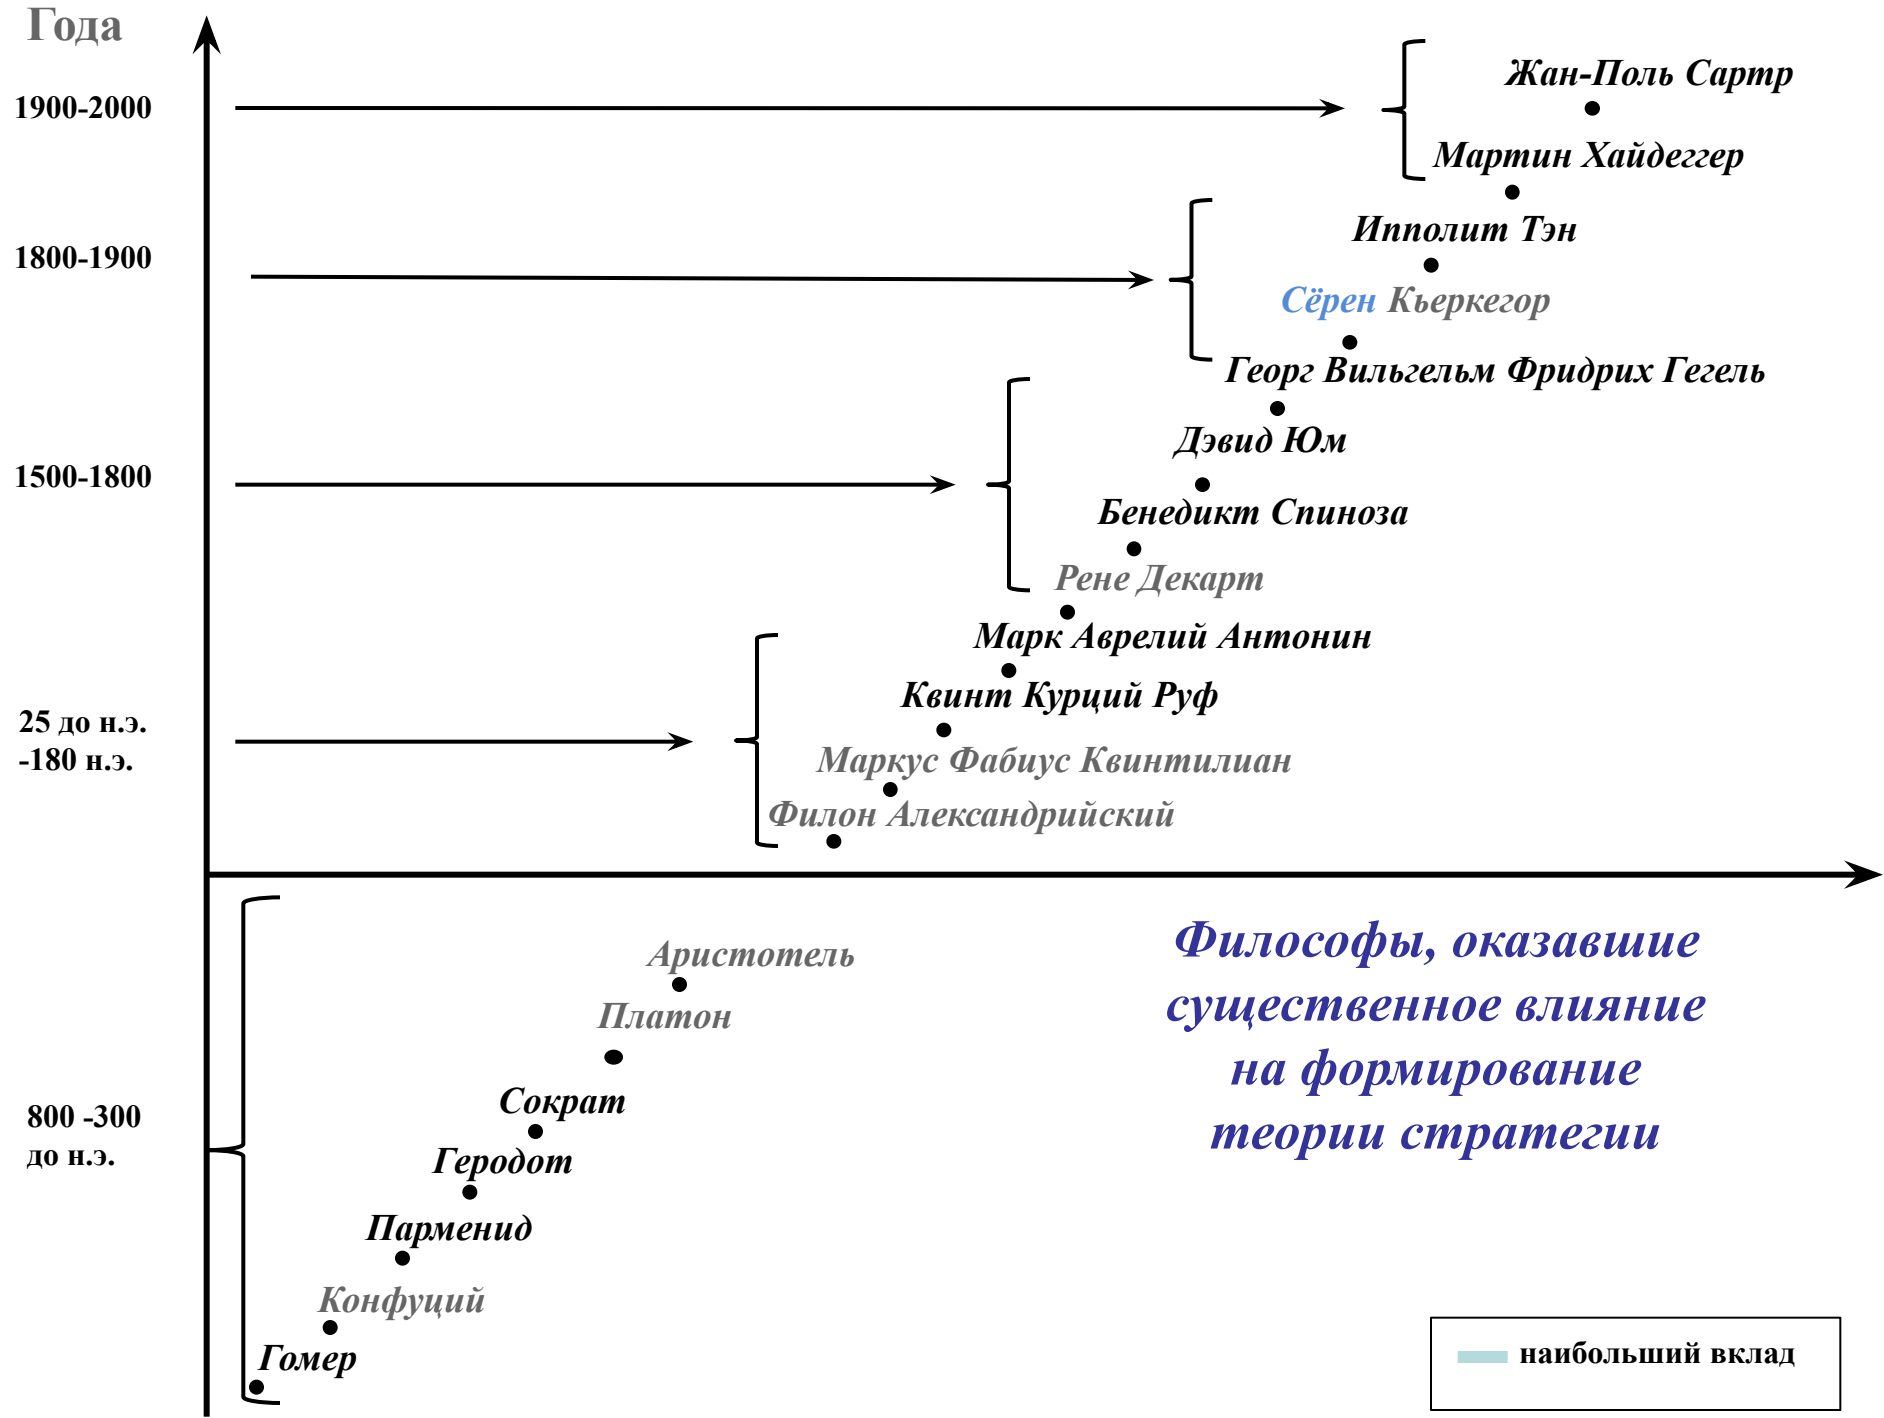 Года
1900-2000
Жан-Поль Сартр
Мартин Хайдеггер
1800-1900
Ипполит Тэн
Сёрен Кьеркегор
Георг Вильгельм Фридрих Гегель
1500-1800
Дэвид Юм
Бенедикт Спиноза
Рене Декарт
25 до н.э.
-180 н.э.
Марк Аврелий Антонин
Квинт Курций Руф
Маркус Фабиус Квинтилиан
Филон Александрийский
800 -300
до н.э.
Аристотель
Платон
Сократ
Геродот
Парменид
Конфуций
Гомер
Философы, оказавшие
существенное влияние
на формирование
теории стратегии
наибольший вклад